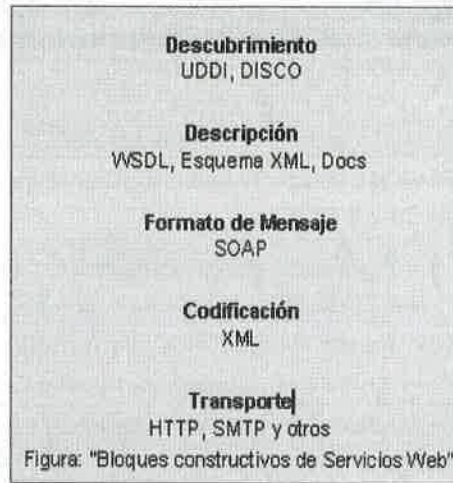 Descubrimiento
UDDI, DISCO
Descripción
WSDL, Esquema XML, Docs
Formato de Mensaje
SOAP
Codificación
XML
Transporte
HTTP, SMTP y otros
Figura: "Bloques constructivos de Servicios Web"